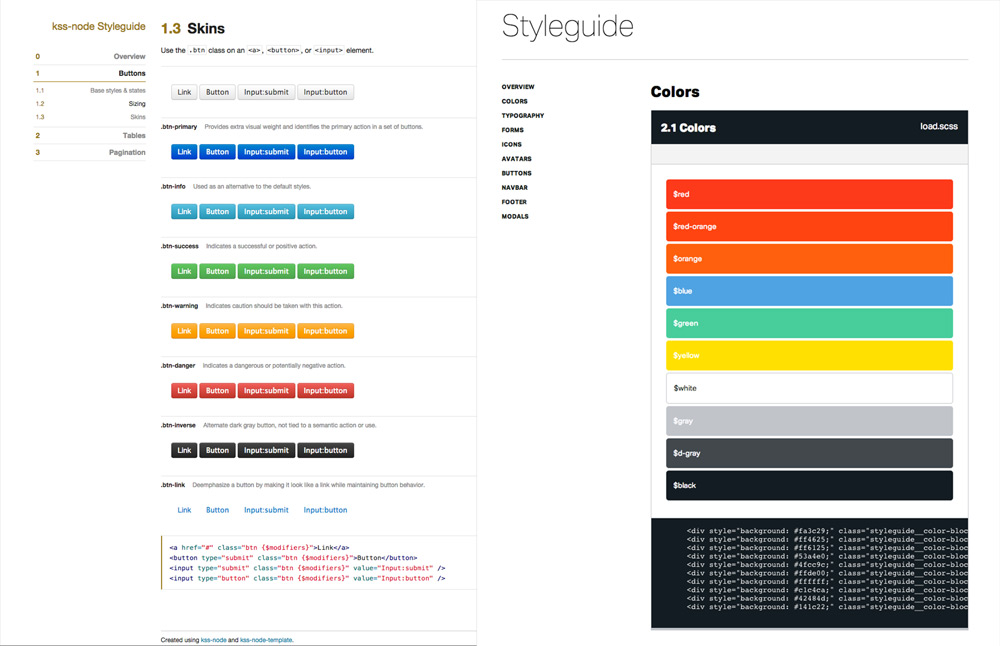 kss-node Styleguide
0 Overview
1 Buttons
1.1 Base styles & states
1.2 Sizing
1.3 Skins
2 Tables
3 Pagination
1.3 Skins
Use the .btn class on an <a>, <button>, or <input> element.
Link Button Input:submit Input:button
.btn-primary Provides extra visual weight and identifies the primary action in a set of buttons.
Link Button Input:submit Input:button
.btn-info Used as an alternative to the default styles.
Link Button Input:submit Input:button
.btn-success Indicates a successful or positive action.
Link Button Input:submit Input:button
.btn-warning Indicates caution should be taken with this action.
Link Button Input:submit Input:button
.btn-danger Indicates a dangerous or potentially negative action.
Link Button Input:submit Input:button
.btn-inverse Alternate dark gray button, not tied to a semantic action or use.
Link Button Input:submit Input:button
.btn-link Deemphasize a button by making it look like a link while maintaining button behavior.
Link Button Input:submit Input:button
<a href="#" class="btn {$modifiers}">Link</a>
<button type="submit" class="btn {$modifiers}">Button</button>
<input type="submit" class="btn {$modifiers}" value="Input:submit" />
<input type="button" class="btn {$modifiers}" value="Input:button" />
Created using kss-node and kss-node-template.
Styleguide
OVERVIEW
COLORS
TYPOGRAPHY
FORMS
ICONS
AVATARS
BUTTONS
NAVBAR
FOOTER
MODALS
Colors
2.1 Colors load.scss
$red
$red-orange
$orange
$blue
$green
$yellow
$white
$gray
$d-gray
$black
<div style="background: #fa3c29;" class="styleguide__color-bloc
<div style="background: #ff4625;" class="styleguide__color-bloc
<div style="background: #ff6125;" class="styleguide__color-bloc
<div style="background: #53a4e0;" class="styleguide__color-bloc
<div style="background: #4fcc9c;" class="styleguide__color-bloc
<div style="background: #ffde00;" class="styleguide__color-bloc
<div style="background: #ffffff;" class="styleguide__color-bloc
<div style="background: #c1c4ca;" class="styleguide__color-bloc
<div style="background: #42484d;" class="styleguide__color-bloc
<div style="background: #141c22;" class="styleguide__color-bloc